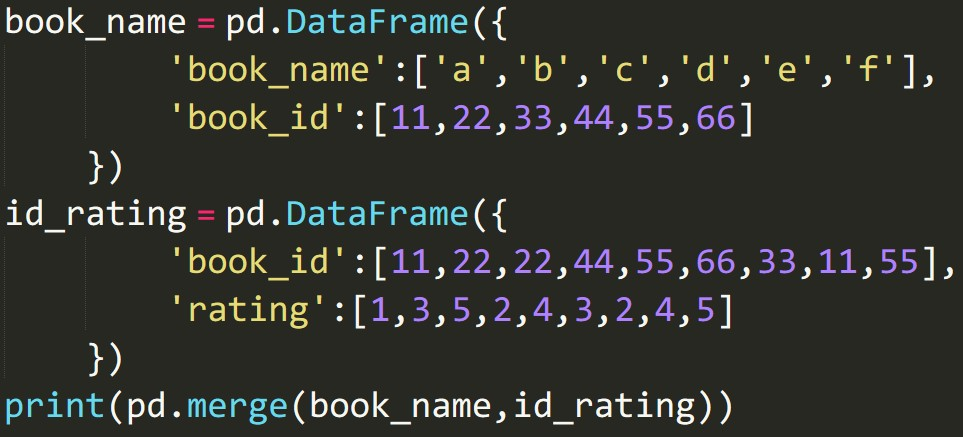 book_name = pd.DataFrame({
        'book_name':['a','b','c','d','e','f'],
        'book_id':[11,22,33,44,55,66]
    })
id_rating = pd.DataFrame({
        'book_id':[11,22,22,44,55,66,33,11,55],
        'rating':[1,3,5,2,4,3,2,4,5]
    })
print(pd.merge(book_name,id_rating))